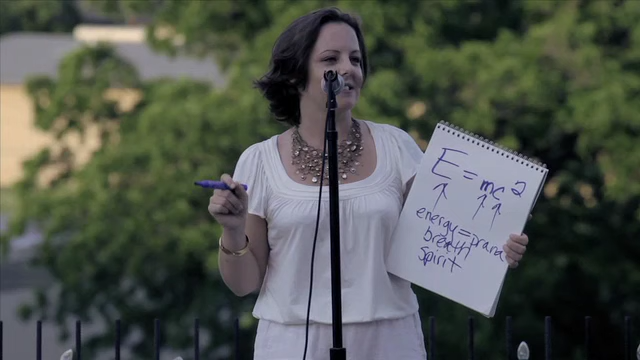 E = mc²
energy = prana
breath
spirit